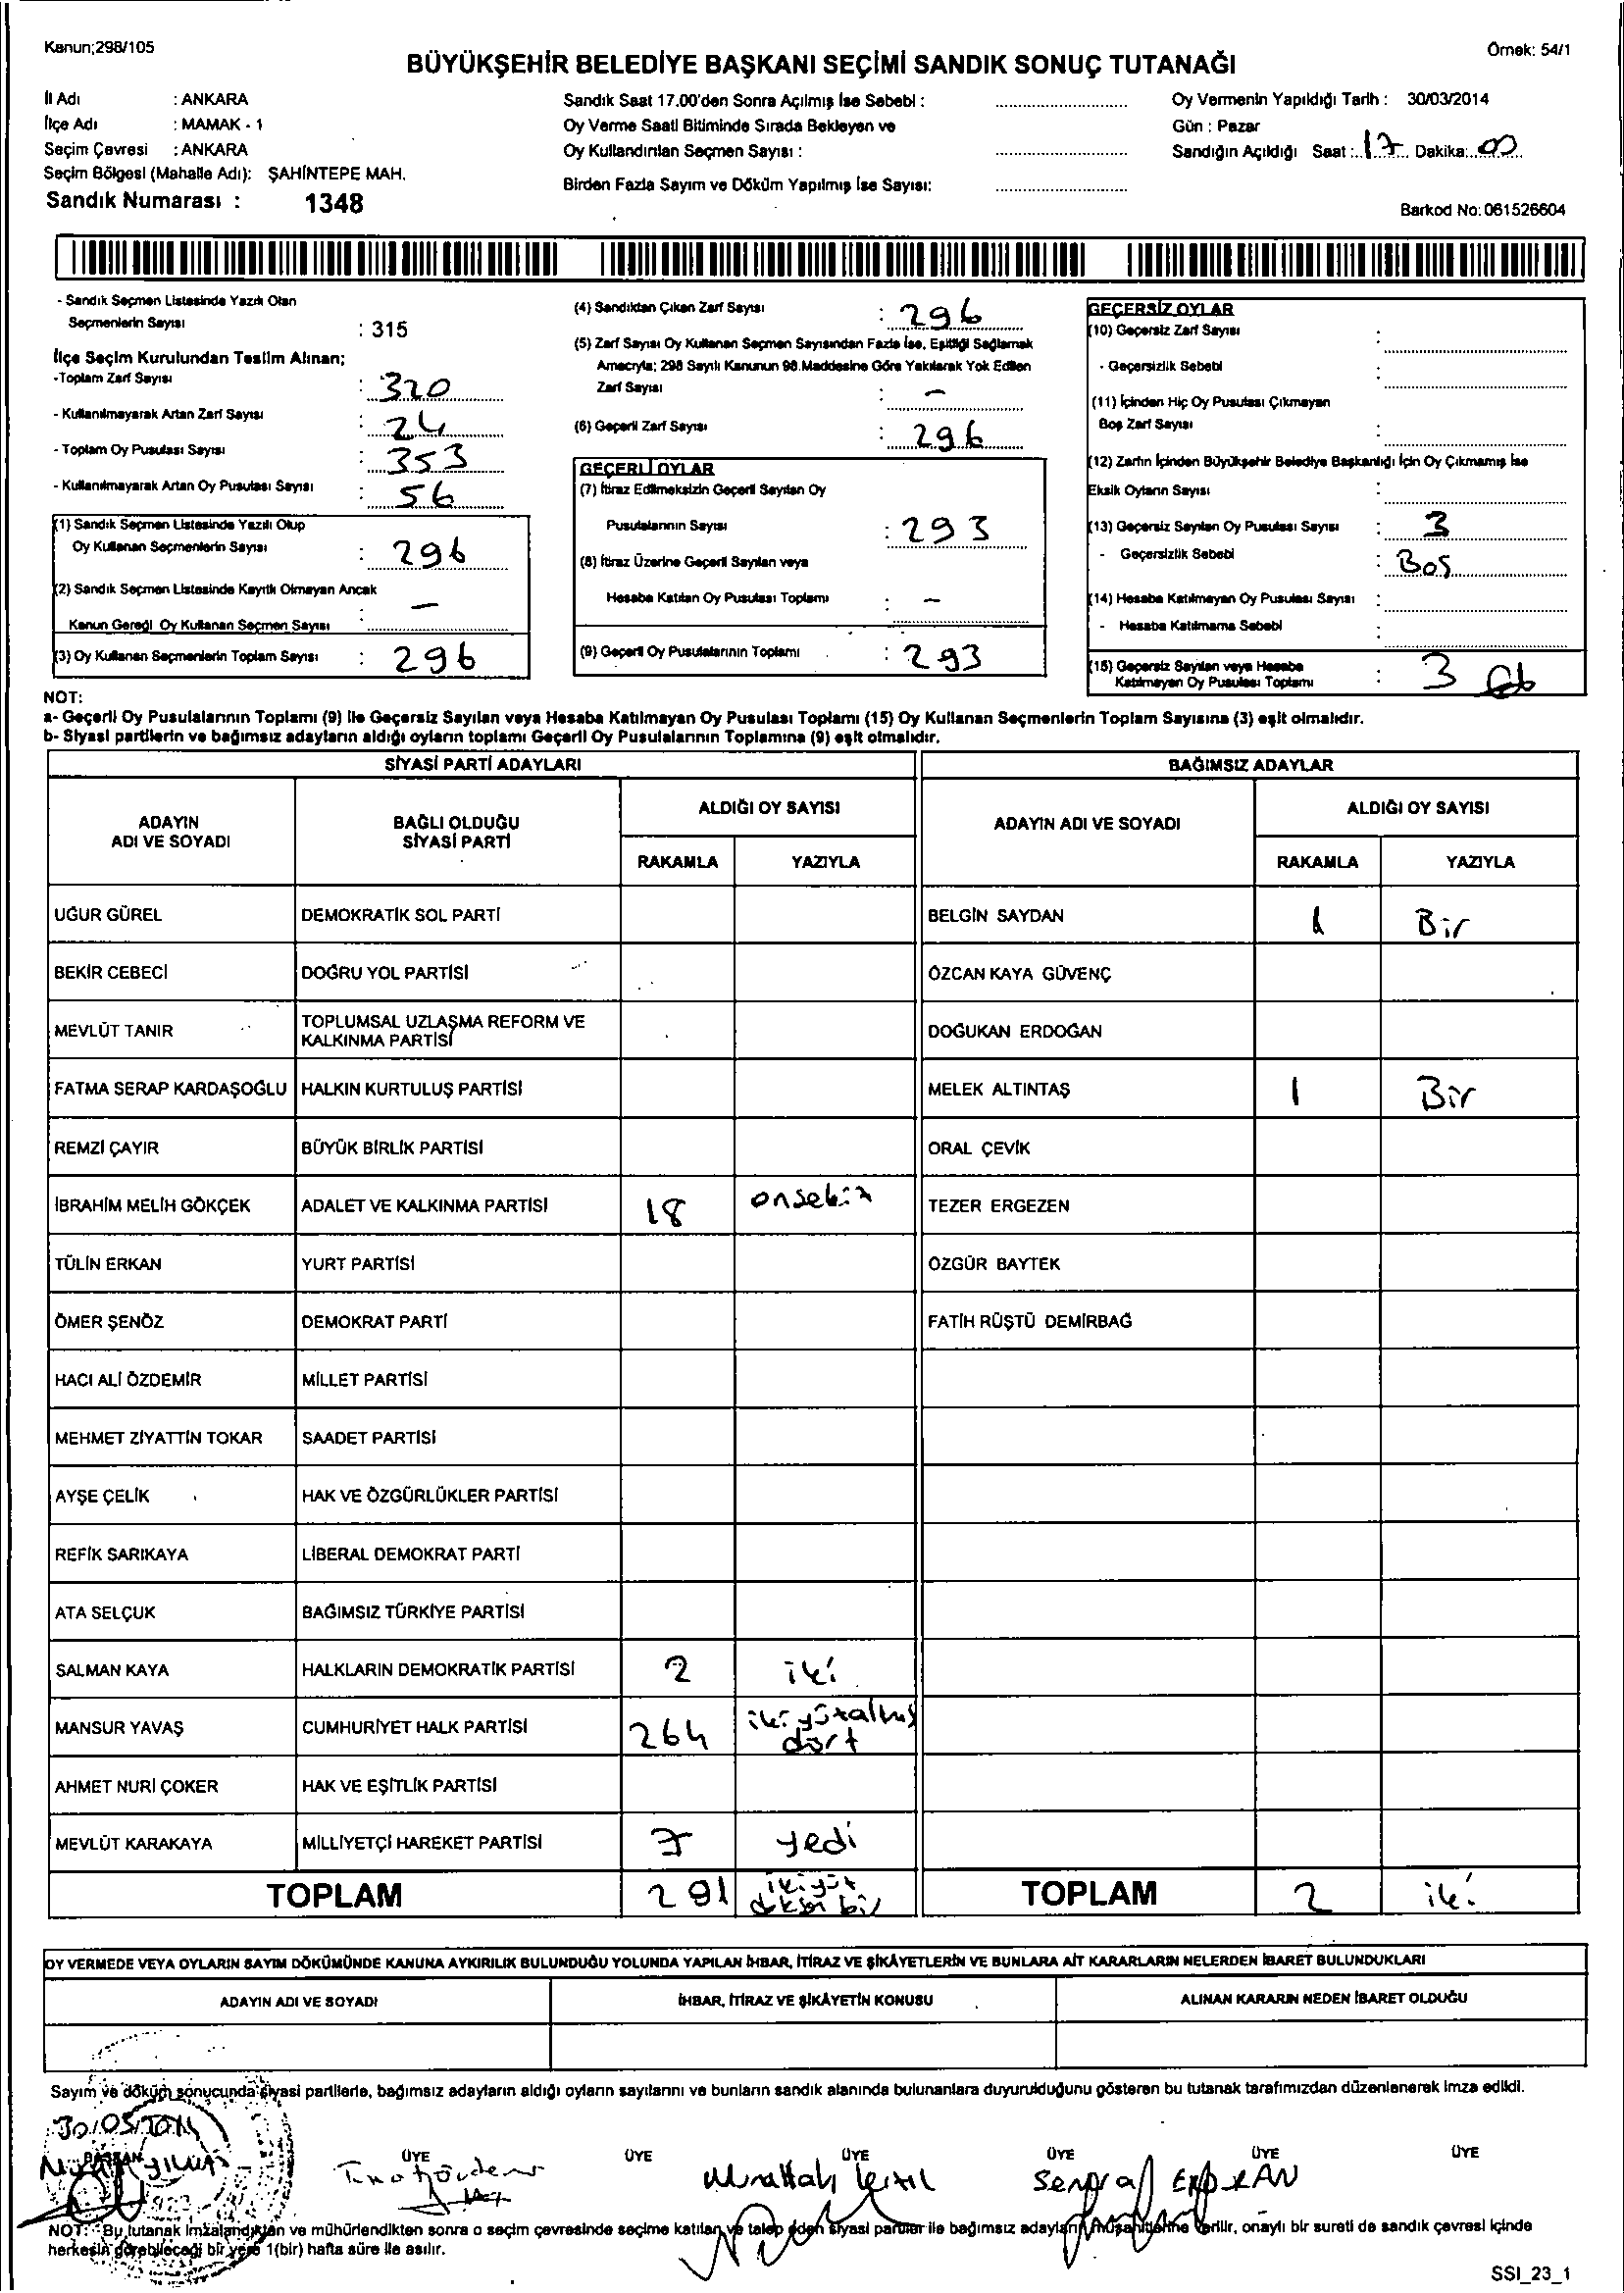 Kanun;298/105
Örnek: 54/1
BÜYÜKŞEHİR BELEDİYE BAŞKANI SEÇİMİ SANDIK SONUÇ TUTANAĞI
İl Adı : ANKARA
İlçe Adı : MAMAK - 1
Seçim Çevresi : ANKARA
Seçim Bölgesi (Mahalle Adı): ŞAHİNTEPE MAH.
Sandık Numarası : 1348
Sandık Saat 17.00'den Sonra Açılmış İse Sebebi :
Oy Verme Saati Bitiminde Sırada Bekleyen ve
Oy Kullandırılan Seçmen Sayısı :
Birden Fazla Sayım ve Döküm Yapılmış İse Sayısı:
Oy Vermenin Yapıldığı Tarih : 30/03/2014
Gün : Pazar
Sandığın Açıldığı Saat : 17 Dakika: 00
Barkod No: 061526604
- Sandık Seçmen Listesinde Yazılı Olan
Seçmenlerin Sayısı : 315
İlçe Seçim Kurulundan Teslim Alınan;
-Toplam Zarf Sayısı : 320
- Kullanılmayarak Artan Zarf Sayısı : 24
- Toplam Oy Pusulası Sayısı : 353
- Kullanılmayarak Artan Oy Pusulası Sayısı : 56
(1) Sandık Seçmen Listesinde Yazılı Olup
Oy Kullanan Seçmenlerin Sayısı : 296
(2) Sandık Seçmen Listesinde Kayıtlı Olmayan Ancak
Kanun Gereği Oy Kullanan Seçmen Sayısı : -
(3) Oy Kullanan Seçmenlerin Toplam Sayısı : 296
(4) Sandıktan Çıkan Zarf Sayısı : 296
(5) Zarf Sayısı Oy Kullanan Seçmen Sayısından Fazla İse, Eşitliği Sağlamak
Amacıyla; 298 Sayılı Kanunun 98.Maddesine Göre Yakılarak Yok Edilen
Zarf Sayısı : -
(6) Geçerli Zarf Sayısı : 296
GEÇERLİ OYLAR
(7) İtiraz Edilmeksizin Geçerli Sayılan Oy
Pusulalarının Sayısı : 293
(8) İtiraz Üzerine Geçerli Sayılan veya
Hesaba Katılan Oy Pusulası Toplamı : -
(9) Geçerli Oy Pusulalarının Toplamı : 293
GEÇERSİZ OYLAR
(10) Geçersiz Zarf Sayısı :
- Geçersizlik Sebebi :
(11) İçinden Hiç Oy Pusulası Çıkmayan
Boş Zarf Sayısı :
(12) Zarfın İçinden Büyükşehir Belediye Başkanlığı İçin Oy Çıkmamış İse
Eksik Oyların Sayısı :
(13) Geçersiz Sayılan Oy Pusulası Sayısı : 3
- Geçersizlik Sebebi : Boş
(14) Hesaba Katılmayan Oy Pusulası Sayısı :
- Hesaba Katılmama Sebebi :
(15) Geçersiz Sayılan veya Hesaba
Katılmayan Oy Pusulası Toplamı : 3
NOT:
a- Geçerli Oy Pusulalarının Toplamı (9) ile Geçersiz Sayılan veya Hesaba Katılmayan Oy Pusulası Toplamı (15) Oy Kullanan Seçmenlerin Toplam Sayısına (3) eşit olmalıdır.
b- Siyasi partilerin ve bağımsız adayların aldığı oyların toplamı Geçerli Oy Pusulalarının Toplamına (9) eşit olmalıdır.
SİYASİ PARTİ ADAYLARI
BAĞIMSIZ ADAYLAR
ADAYIN ADI VE SOYADI
BAĞLI OLDUĞU SİYASİ PARTİ
ALDIĞI OY SAYISI
RAKAMLA YAZIYLA
ADAYIN ADI VE SOYADI
ALDIĞI OY SAYISI
RAKAMLA YAZIYLA
UĞUR GÜREL DEMOKRATİK SOL PARTİ BELGİN SAYDAN 1 Bir
BEKİR CEBECİ DOĞRU YOL PARTİSİ ÖZCAN KAYA GÜVENÇ
MEVLÜT TANIR TOPLUMSAL UZLAŞMA REFORM VE KALKINMA PARTİSİ DOĞUKAN ERDOĞAN
FATMA SERAP KARDAŞOĞLU HALKIN KURTULUŞ PARTİSİ MELEK ALTINTAŞ 1 Bir
REMZİ ÇAYIR BÜYÜK BİRLİK PARTİSİ ORAL ÇEVİK
İBRAHİM MELİH GÖKÇEK ADALET VE KALKINMA PARTİSİ 18 onsekiz TEZER ERGEZEN
TÜLİN ERKAN YURT PARTİSİ ÖZGÜR BAYTEK
ÖMER ŞENÖZ DEMOKRAT PARTİ FATİH RÜŞTÜ DEMİRBAĞ
HACI ALİ ÖZDEMİR MİLLET PARTİSİ
MEHMET ZİYATTİN TOKAR SAADET PARTİSİ
AYŞE ÇELİK HAK VE ÖZGÜRLÜKLER PARTİSİ
REFİK SARIKAYA LİBERAL DEMOKRAT PARTİ
ATA SELÇUK BAĞIMSIZ TÜRKİYE PARTİSİ
SALMAN KAYA HALKLARIN DEMOKRATİK PARTİSİ 2 iki
MANSUR YAVAŞ CUMHURİYET HALK PARTİSİ 264 ikiyüzaltmış dört
AHMET NURİ ÇOKER HAK VE EŞİTLİK PARTİSİ
MEVLÜT KARAKAYA MİLLİYETÇİ HAREKET PARTİSİ 7 yedi
TOPLAM 291 ikiyüz doksan bir TOPLAM 2 iki
OY VERMEDE VEYA OYLARIN SAYIM DÖKÜMÜNDE KANUNA AYKIRILIK BULUNDUĞU YOLUNDA YAPILAN İHBAR, İTİRAZ VE ŞİKÂYETLERİN VE BUNLARA AİT KARARLARIN NELERDEN İBARET BULUNDUKLARI
ADAYIN ADI VE SOYADI İHBAR, İTİRAZ VE ŞİKÂYETİN KONUSU ALINAN KARARIN NEDEN İBARET OLDUĞU
Sayım ve döküm sonucunda siyasi partilerle, bağımsız adayların aldığı oyların sayılarını ve bunların sandık alanında bulunanlara duyurulduğunu gösteren bu tutanak tarafımızdan düzenlenerek imza edildi.
BAŞKAN ÜYE ÜYE ÜYE ÜYE ÜYE ÜYE
NOT: Bu tutanak imzalandıktan ve mühürlendikten sonra o seçim çevresinde seçime katılan ve talep eden siyasi partiler ile bağımsız adayların müşahitlerine verilir, onaylı bir sureti de sandık çevresi içinde
herkesin görebileceği bir yere 1(bir) hafta süre ile asılır.
SSI_23_1